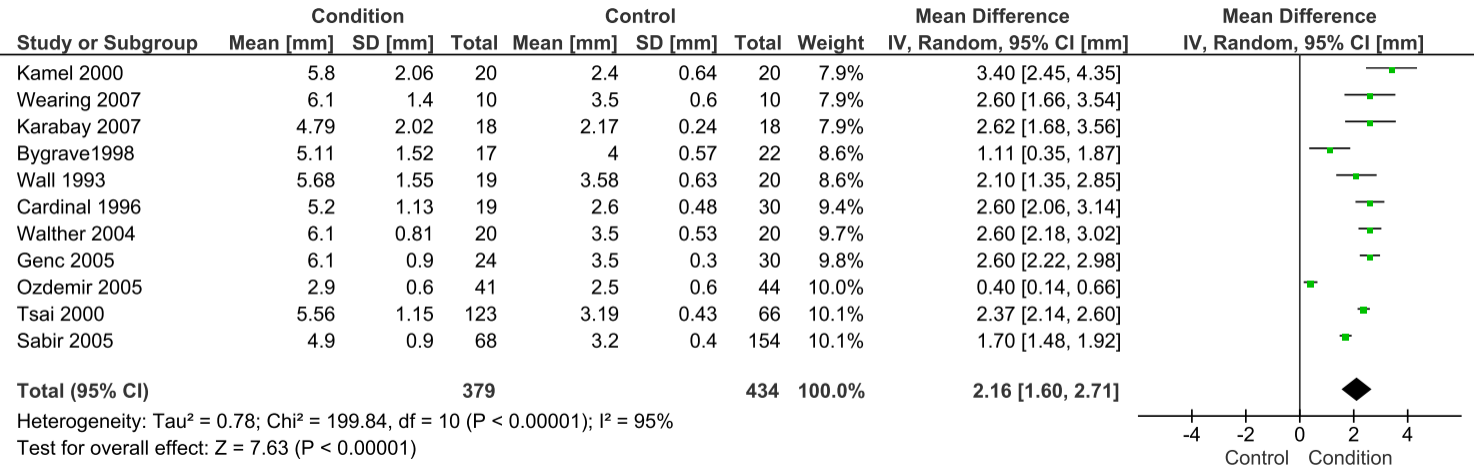 Condition Control Mean Difference Mean Difference
Study or Subgroup Mean [mm] SD [mm] Total Mean [mm] SD [mm] Total Weight IV, Random, 95% CI [mm] IV, Random, 95% CI [mm]
Kamel 2000 5.8 2.06 20 2.4 0.64 20 7.9% 3.40 [2.45, 4.35]
Wearing 2007 6.1 1.4 10 3.5 0.6 10 7.9% 2.60 [1.66, 3.54]
Karabay 2007 4.79 2.02 18 2.17 0.24 18 7.9% 2.62 [1.68, 3.56]
Bygrave1998 5.11 1.52 17 4 0.57 22 8.6% 1.11 [0.35, 1.87]
Wall 1993 5.68 1.55 19 3.58 0.63 20 8.6% 2.10 [1.35, 2.85]
Cardinal 1996 5.2 1.13 19 2.6 0.48 30 9.4% 2.60 [2.06, 3.14]
Walther 2004 6.1 0.81 20 3.5 0.53 20 9.7% 2.60 [2.18, 3.02]
Genc 2005 6.1 0.9 24 3.5 0.3 30 9.8% 2.60 [2.22, 2.98]
Ozdemir 2005 2.9 0.6 41 2.5 0.6 44 10.0% 0.40 [0.14, 0.66]
Tsai 2000 5.56 1.15 123 3.19 0.43 66 10.1% 2.37 [2.14, 2.60]
Sabir 2005 4.9 0.9 68 3.2 0.4 154 10.1% 1.70 [1.48, 1.92]
Total (95% CI) 379 434 100.0% 2.16 [1.60, 2.71]
Heterogeneity: Tau² = 0.78; Chi² = 199.84, df = 10 (P < 0.00001); I² = 95%
Test for overall effect: Z = 7.63 (P < 0.00001)
-4 -2 0 2 4
Control Condition